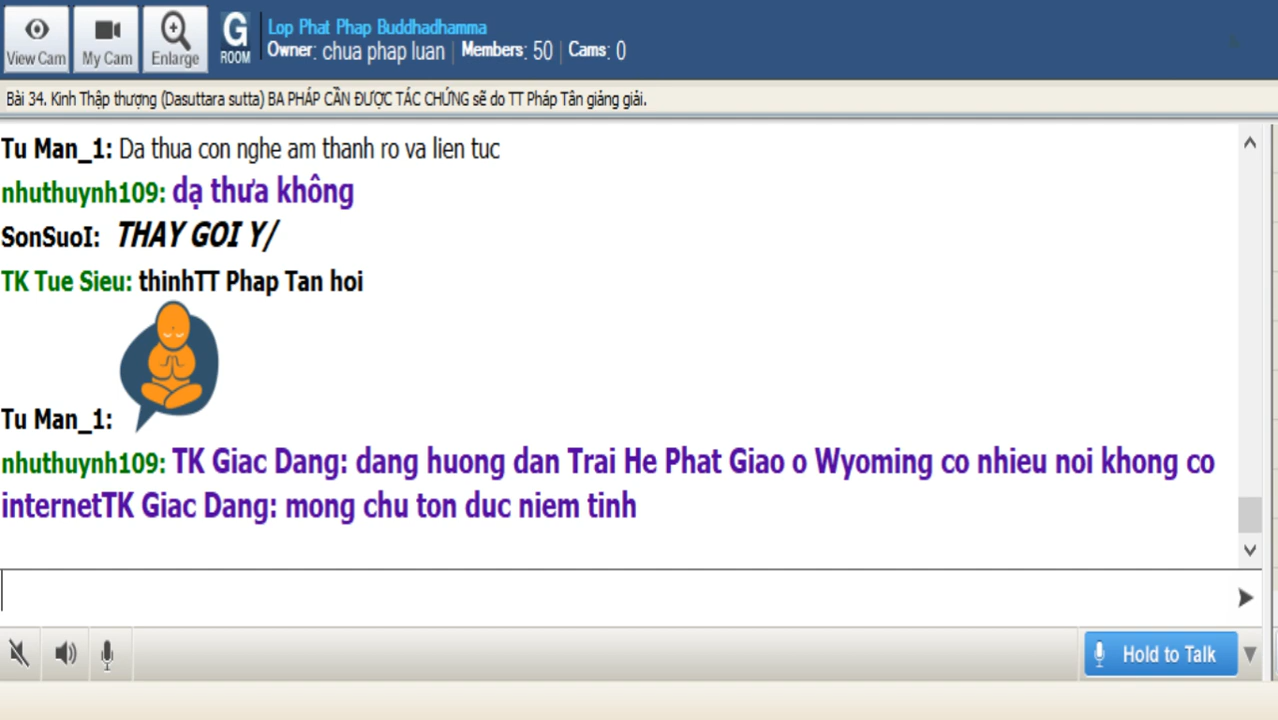 View Cam
My Cam
Enlarge
G
ROOM
Lop Phat Phap Buddhadhamma
Owner: chua phap luan | Members: 50 | Cams: 0
Bài 34. Kinh Thập thượng (Dasuttara sutta) BA PHÁP CẦN ĐƯỢC TÁC CHỨNG sẽ do TT Pháp Tân giảng giải.
Tu Man_1: Da thua con nghe am thanh ro va lien tuc
nhuthuynh109: dạ thưa không
SonSuoI: THAY GOI Y/
TK Tue Sieu: thinhTT Phap Tan hoi
Tu Man_1:
nhuthuynh109: TK Giac Dang: dang huong dan Trai He Phat Giao o Wyoming co nhieu noi khong co
internetTK Giac Dang: mong chu ton duc niem tinh
Hold to Talk